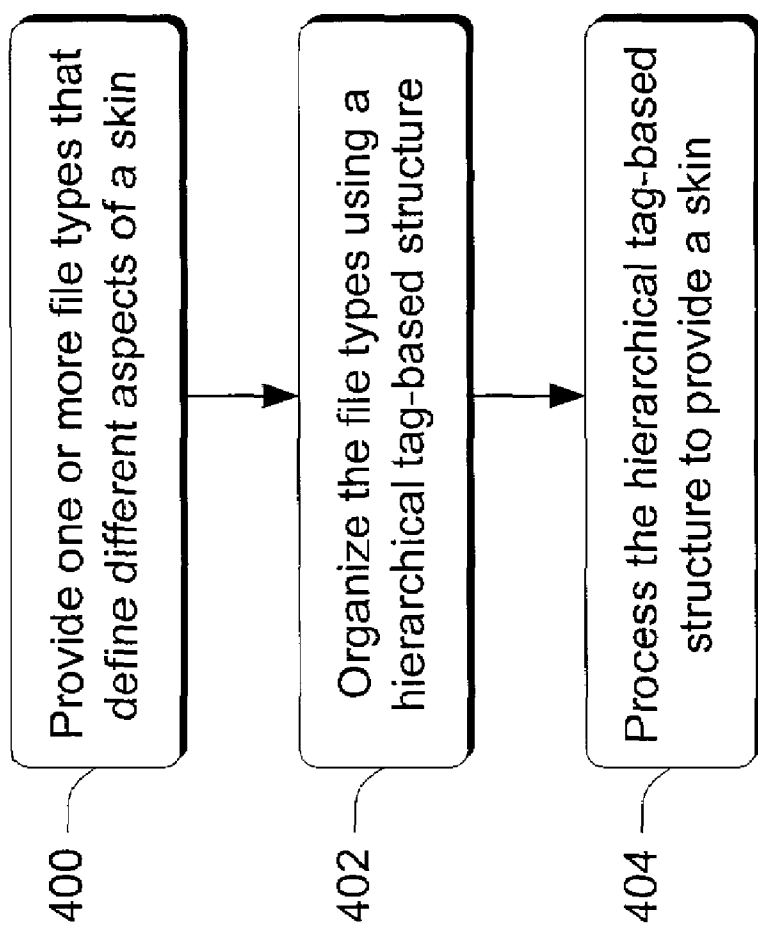 400
Provide one or more file types that
define different aspects of a skin
402
Organize the file types using a
hierarchical tag-based structure
404
Process the hierarchical tag-based
structure to provide a skin